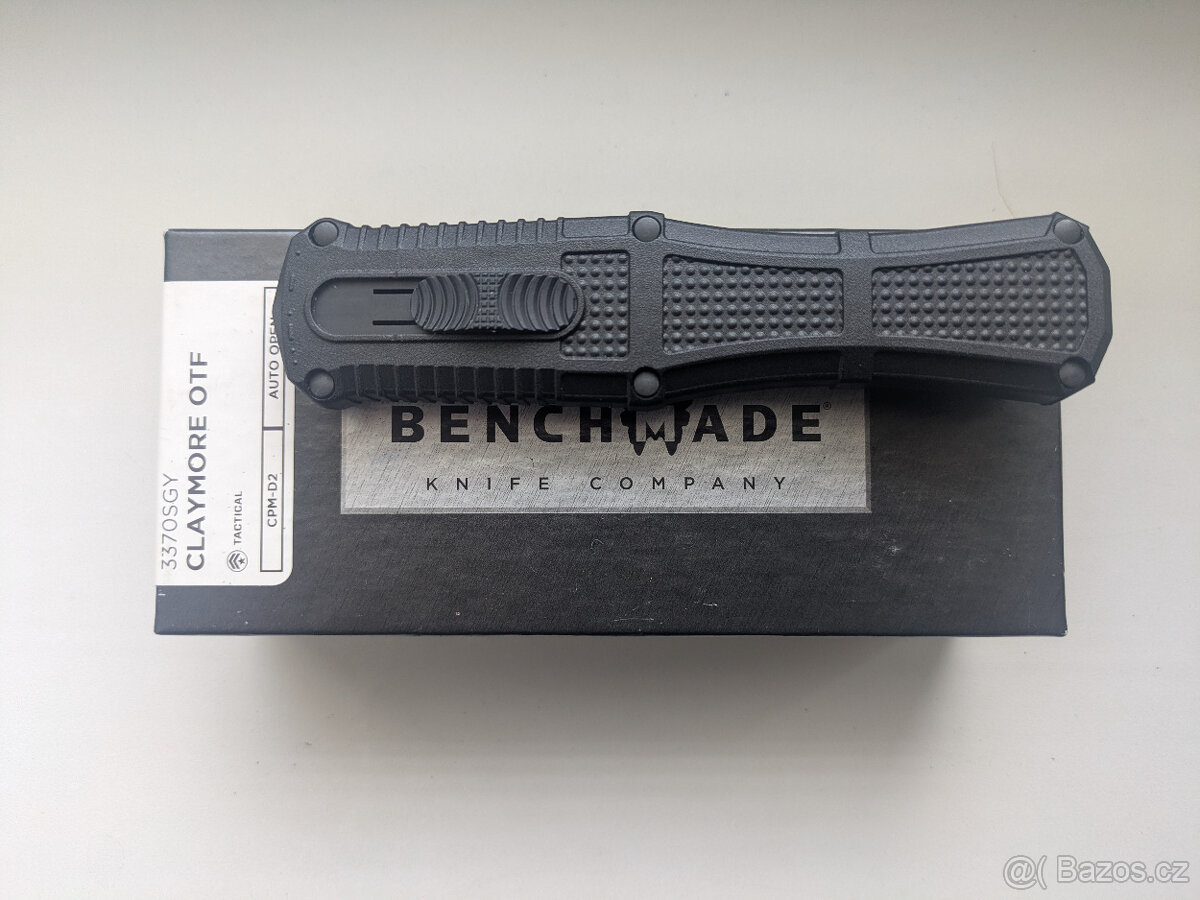 3370SGY
CLAYMORE OTF
TACTICAL
CPM-D2
AUTO OPEN
BENCHMADE®
KNIFE COMPANY
@( Bazos.cz